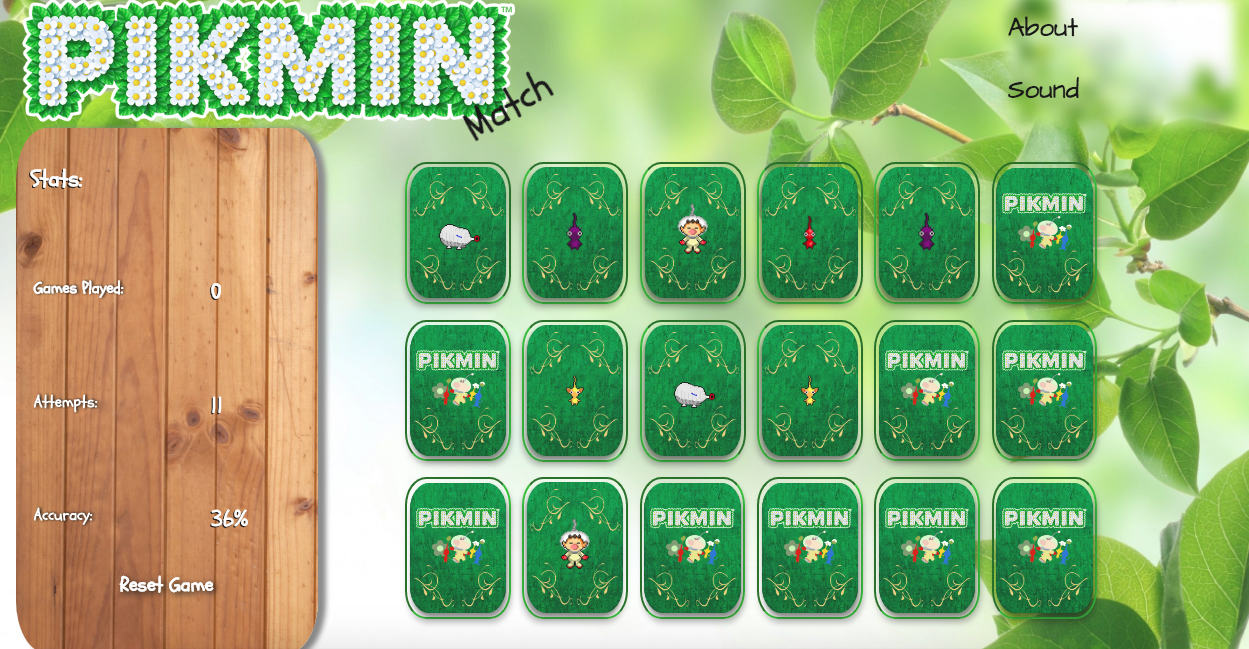 PIKMIN™
Match
About
Sound
Stats:
Games Played: 0
Attempts: 11
Accuracy: 36%
Reset Game
PIKMIN
PIKMIN
PIKMIN
PIKMIN
PIKMIN
PIKMIN
PIKMIN
PIKMIN
PIKMIN